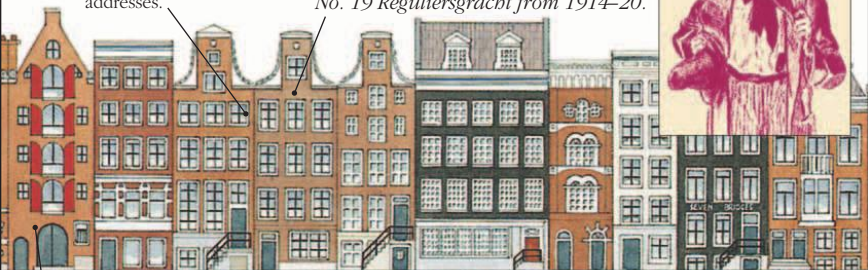 addresses.
No. 19 Reguliersgracht from 1914–20.
SEVEN BRIDGES